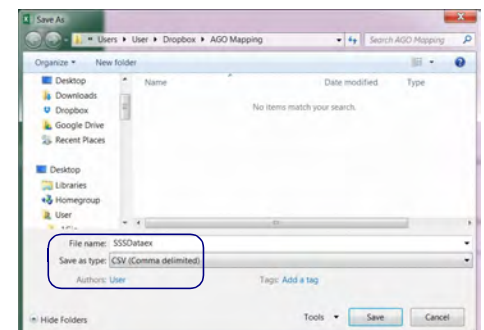 Save As
« Users ▸ User ▸ Dropbox ▸ AGO Mapping
Search AGO Mapping
Organize New folder
Name Date modified Type
No items match your search.
Desktop
Downloads
Dropbox
Google Drive
Recent Places
Desktop
Libraries
Homegroup
User
File name: SSSDataex
Save as type: CSV (Comma delimited)
Authors: User Tags: Add a tag
Hide Folders Tools Save Cancel